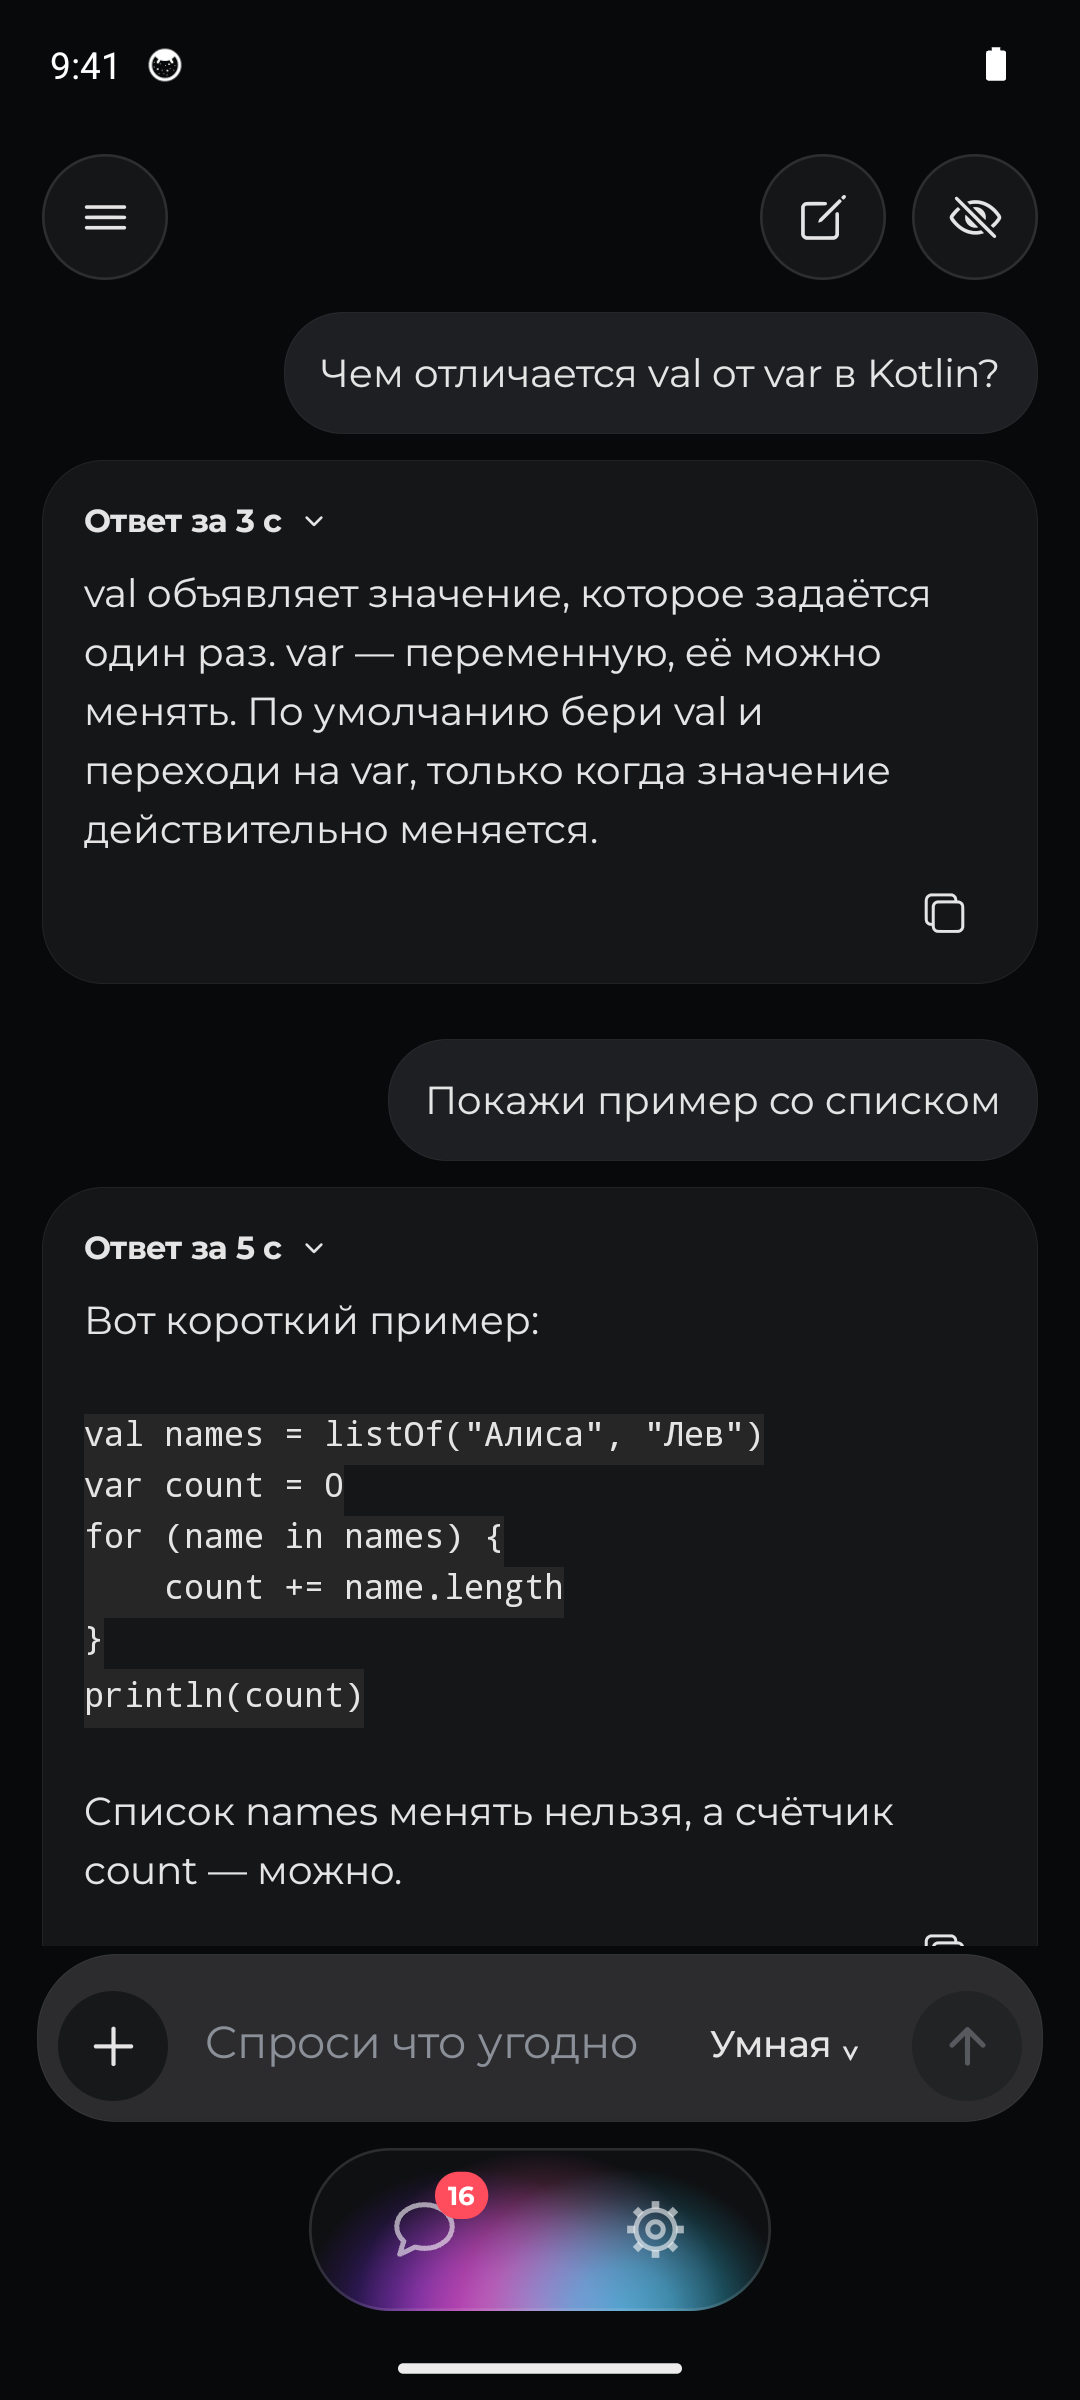 9:41
Чем отличается val от var в Kotlin?
Ответ за 3 с
val объявляет значение, которое задаётся
один раз. var — переменную, её можно
менять. По умолчанию бери val и
переходи на var, только когда значение
действительно меняется.
Покажи пример со списком
Ответ за 5 с
Вот короткий пример:
val names = listOf("Алиса", "Лев")
var count = 0
for (name in names) {
    count += name.length
}
println(count)
Список names менять нельзя, а счётчик
count — можно.
Спроси что угодно
Умная
16